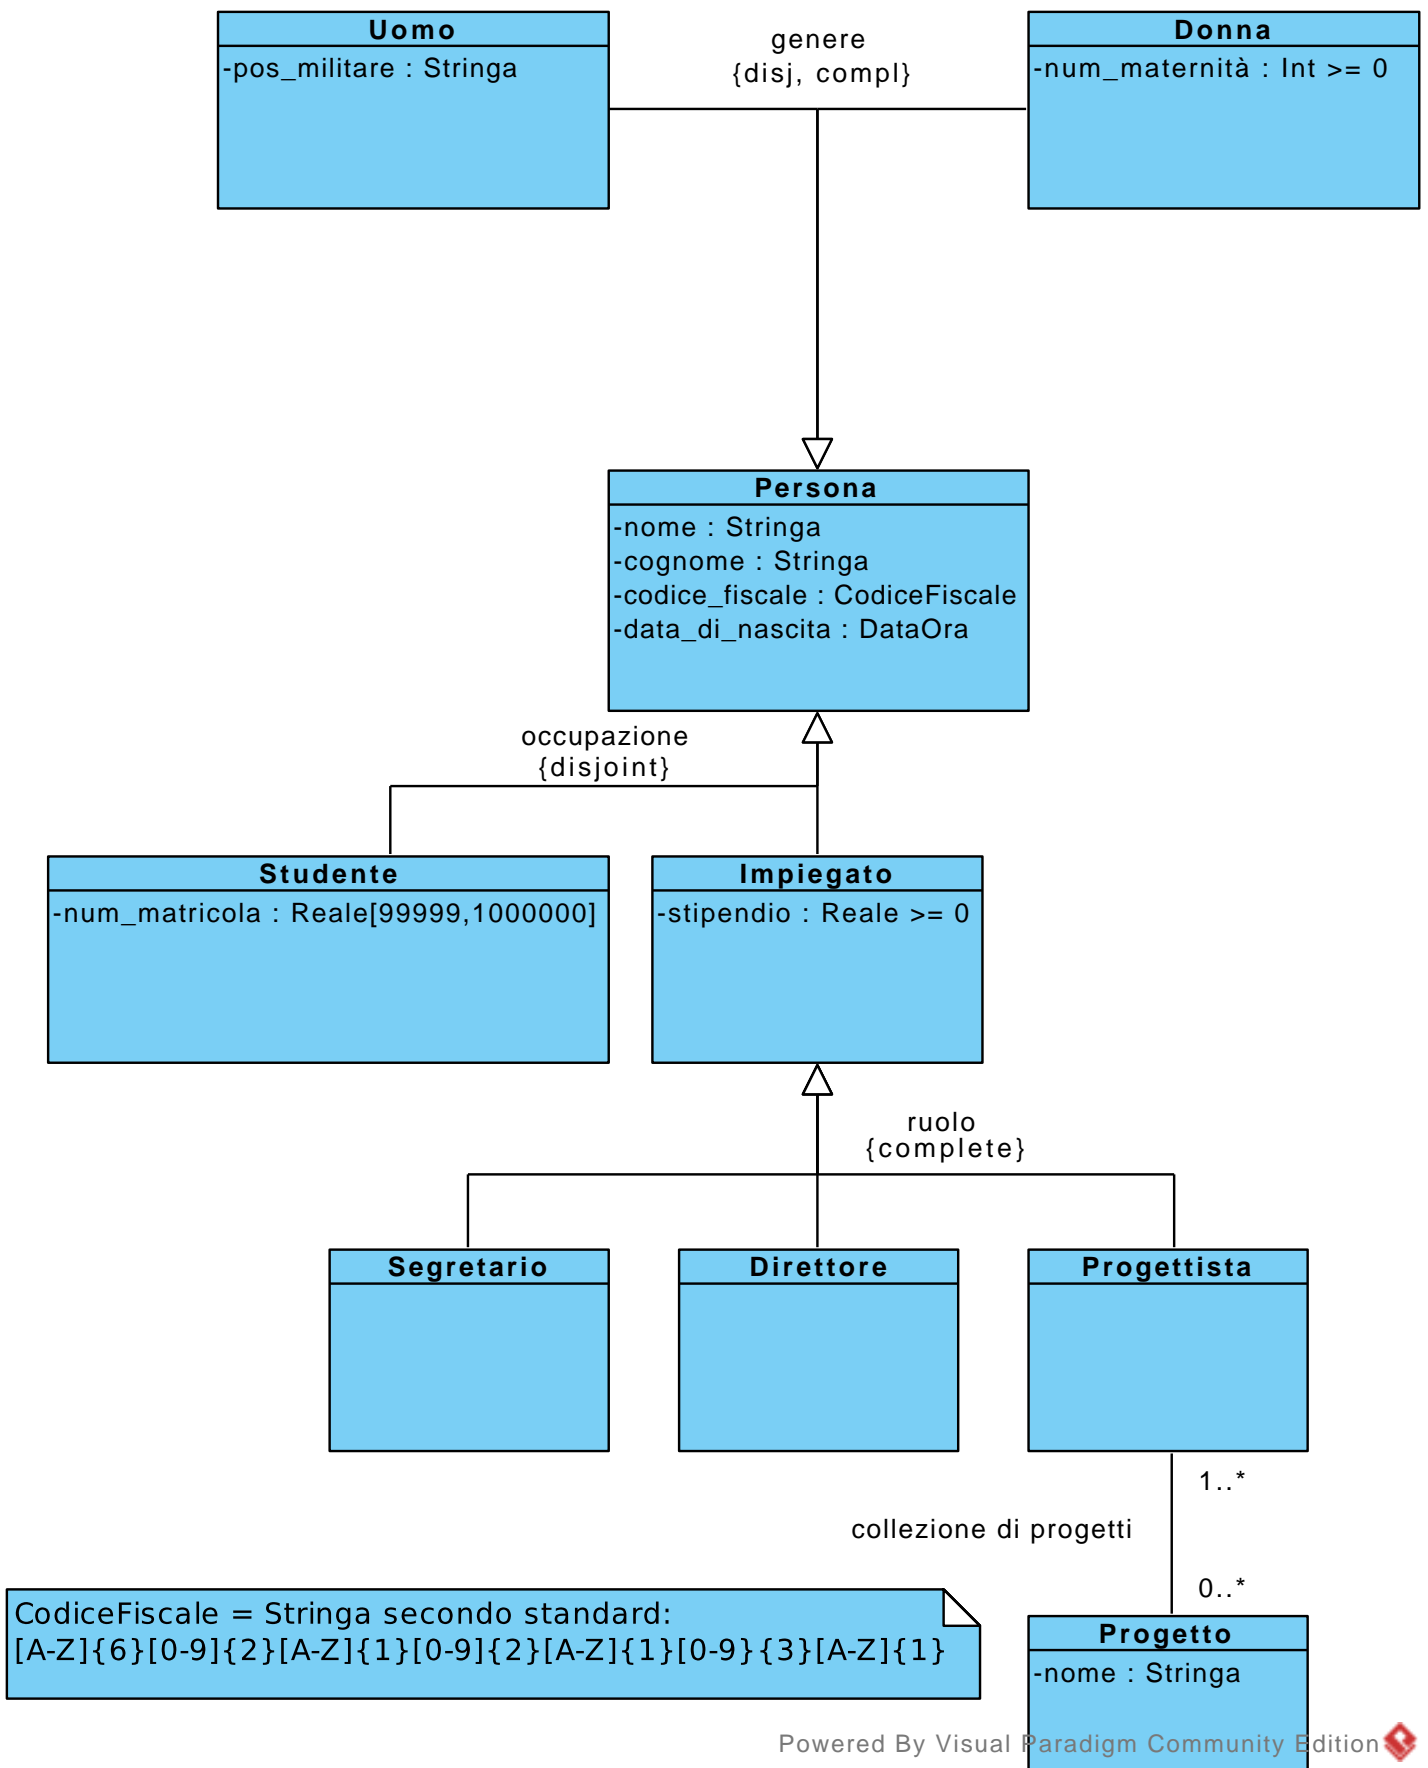 Uomo
-pos_militare : Stringa
genere
{disj, compl}
Donna
-num_maternità : Int >= 0
Persona
-nome : Stringa
-cognome : Stringa
-codice_fiscale : CodiceFiscale
-data_di_nascita : DataOra
occupazione
{disjoint}
Studente
-num_matricola : Reale[99999,1000000]
Impiegato
-stipendio : Reale >= 0
ruolo
{complete}
Segretario
Direttore
Progettista
1..*
collezione di progetti
0..*
CodiceFiscale = Stringa secondo standard:
[A-Z]{6}[0-9]{2}[A-Z]{1}[0-9]{2}[A-Z]{1}[0-9}{3}[A-Z]{1}
Progetto
-nome : Stringa
Powered By Visual Paradigm Community Edition